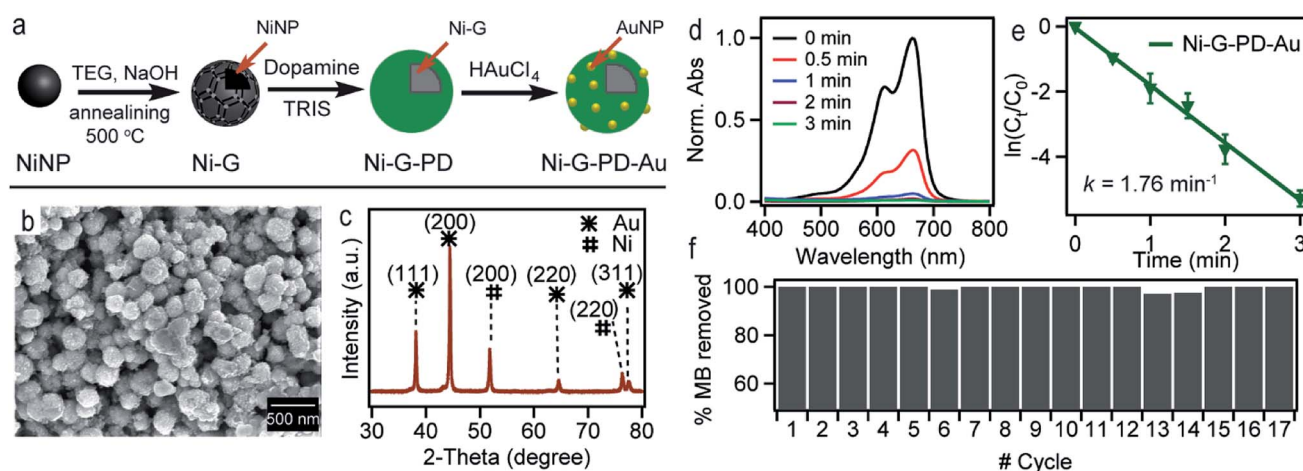 a
NiNP
Ni-G
AuNP
TEG, NaOH
annealining
500 °C
Dopamine
TRIS
HAuCl4
NiNP
Ni-G
Ni-G-PD
Ni-G-PD-Au
b
500 nm
c
Intensity (a.u.)
(111)
(200)
(200)
(220)
(311)
(220)
Au
# Ni
30 40 50 60 70 80
2-Theta (degree)
d
Norm. Abs
1.0
0.5
0.0
0 min
0.5 min
1 min
2 min
3 min
400 500 600 700 800
Wavelength (nm)
e
ln(Ct/C0)
0
-2
-4
Ni-G-PD-Au
k = 1.76 min-1
0 1 2 3
Time (min)
f
% MB removed
100
80
60
1 2 3 4 5 6 7 8 9 10 11 12 13 14 15 16 17
# Cycle